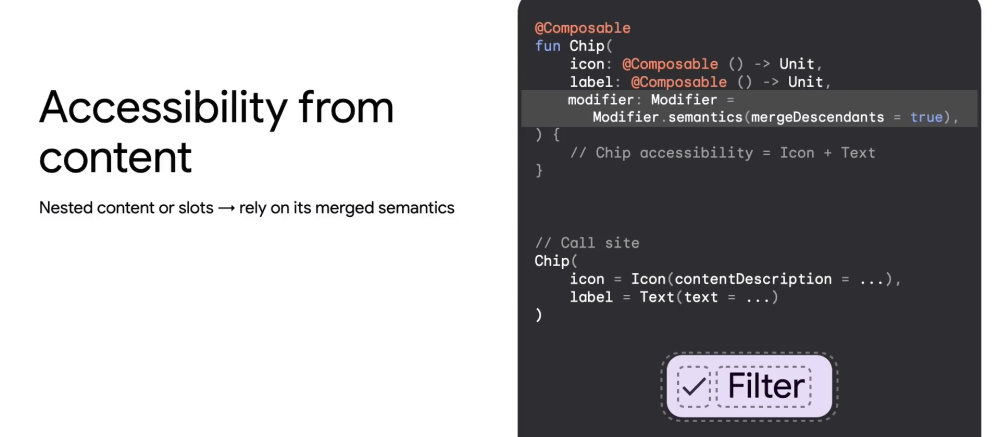 Accessibility from
content
Nested content or slots → rely on its merged semantics
@Composable
fun Chip(
    icon: @Composable () -> Unit,
    label: @Composable () -> Unit,
    modifier: Modifier =
        Modifier.semantics(mergeDescendants = true),
) {
    // Chip accessibility = Icon + Text
}
// Call site
Chip(
    icon = Icon(contentDescription = ...),
    label = Text(text = ...)
)
Filter